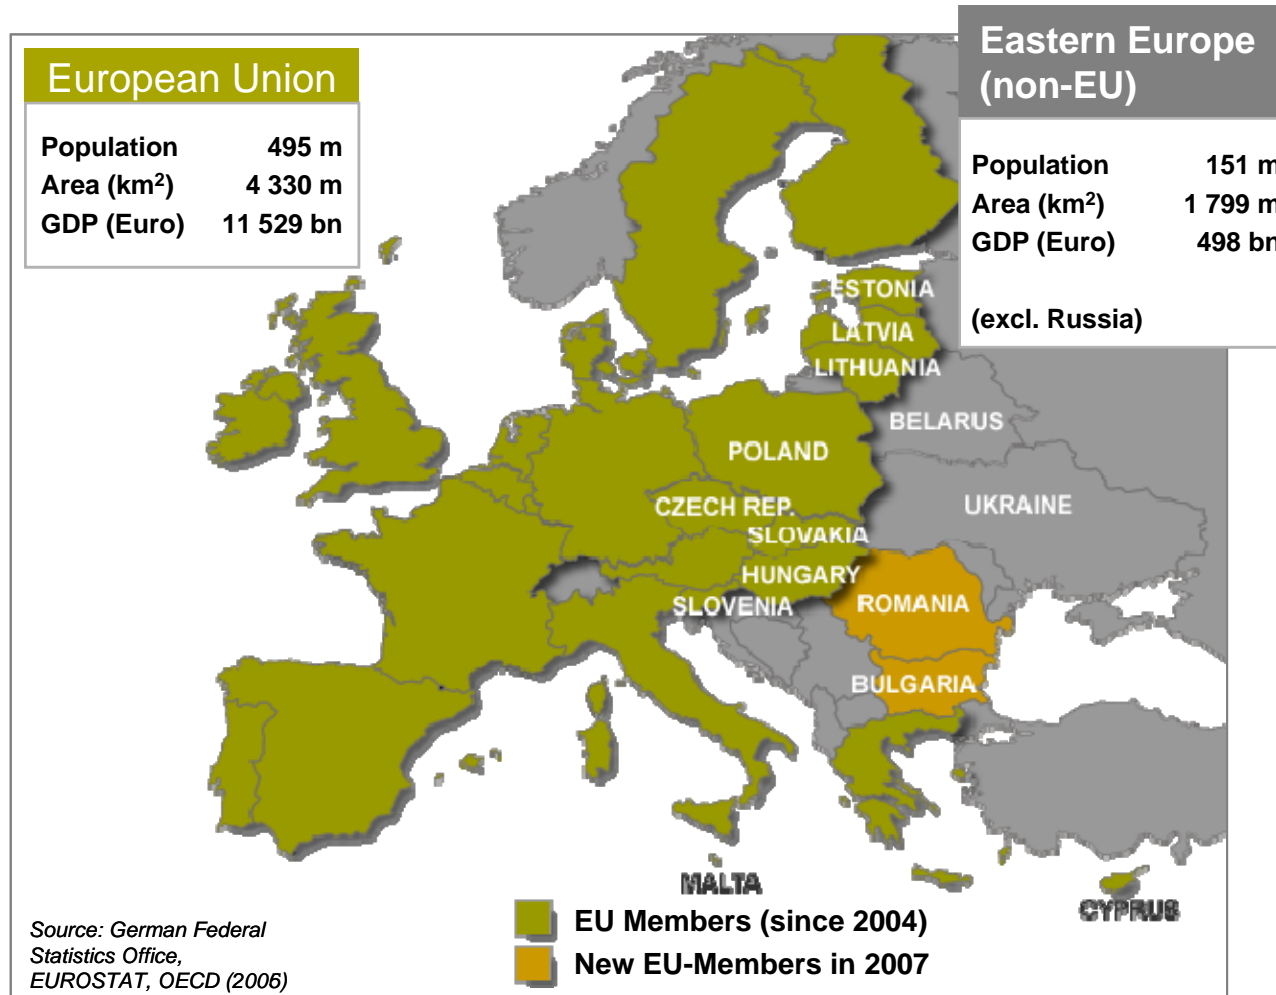 European Union
Population 495 m
Area (km²) 4 330 m
GDP (Euro) 11 529 bn
Eastern Europe
(non-EU)
Population 151 m
Area (km²) 1 799 m
GDP (Euro) 498 bn
(excl. Russia)
ESTONIA
LATVIA
LITHUANIA
BELARUS
POLAND
UKRAINE
CZECH REP.
SLOVAKIA
HUNGARY
SLOVENIA
ROMANIA
BULGARIA
MALTA
CYPRUS
EU Members (since 2004)
New EU-Members in 2007
Source: German Federal
Statistics Office,
EUROSTAT, OECD (2006)